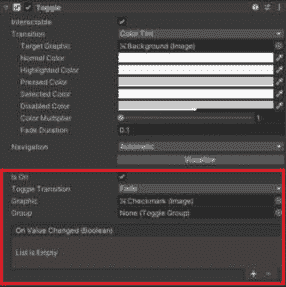 Toggle
Interactable
Transition Color Tint
Target Graphic Background (Image)
Normal Color
Highlighted Color
Pressed Color
Selected Color
Disabled Color
Color Multiplier 1
Fade Duration 0.1
Navigation Automatic
Visualize
Is On
Toggle Transition Fade
Graphic Checkmark (Image)
Group None (Toggle Group)
On Value Changed (Boolean)
List is Empty
+ -